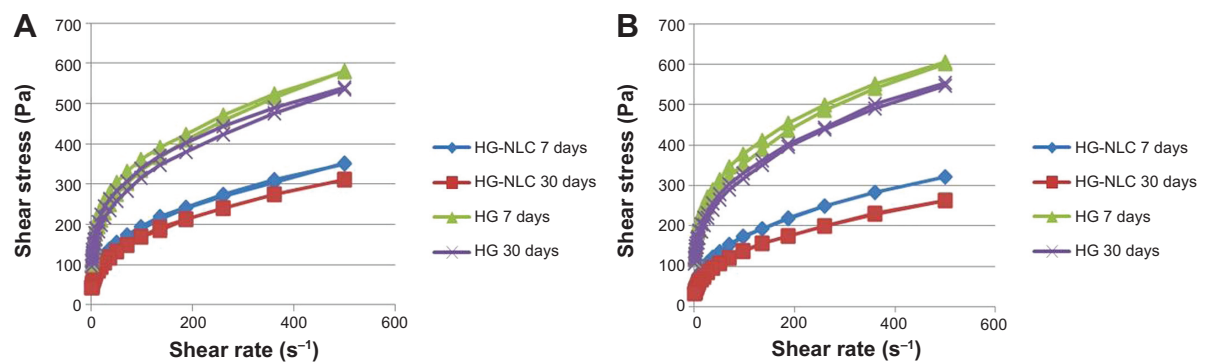 A
Shear stress (Pa)
700
600
500
400
300
200
100
0
0 200 400 600
Shear rate (s⁻¹)
HG-NLC 7 days
HG-NLC 30 days
HG 7 days
HG 30 days
B
Shear stress (Pa)
700
600
500
400
300
200
100
0
0 200 400 600
Shear rate (s⁻¹)
HG-NLC 7 days
HG-NLC 30 days
HG 7 days
HG 30 days